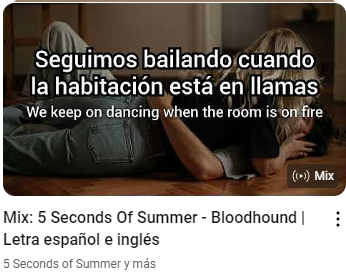 Seguimos bailando cuando
la habitación está en llamas
We keep on dancing when the room is on fire
Mix
Mix: 5 Seconds Of Summer - Bloodhound |
Letra español e inglés
5 Seconds of Summer y más